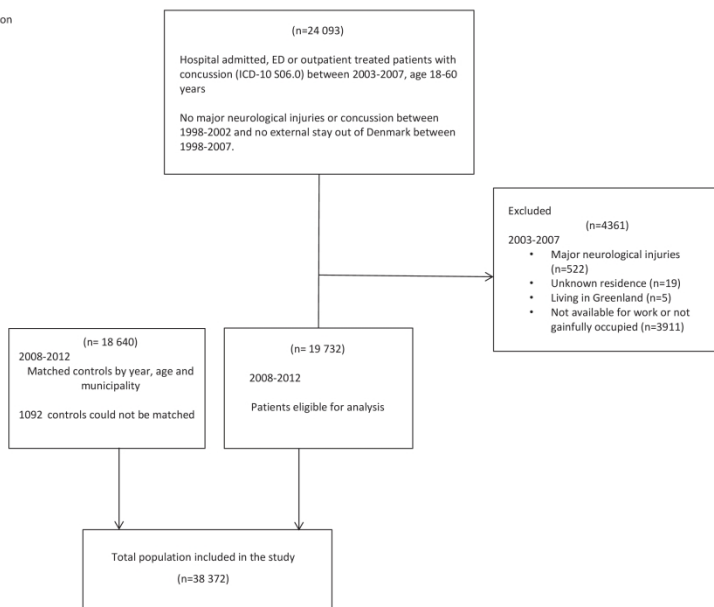 on
(n=24 093)
Hospital admitted, ED or outpatient treated patients with
concussion (ICD-10 S06.0) between 2003-2007, age 18-60
years
No major neurological injuries or concussion between
1998-2002 and no external stay out of Denmark between
1998-2007.
Excluded
(n=4361)
2003-2007
• Major neurological injuries
(n=522)
• Unknown residence (n=19)
• Living in Greenland (n=5)
• Not available for work or not
gainfully occupied (n=3911)
(n= 18 640)
2008-2012
Matched controls by year, age and
municipality
1092 controls could not be matched
(n= 19 732)
2008-2012
Patients eligible for analysis
Total population included in the study
(n=38 372)